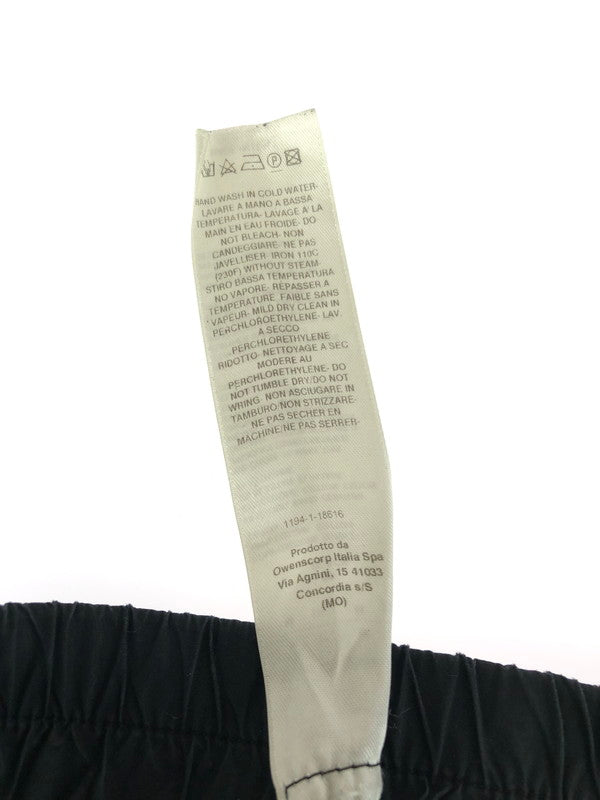 HAND WASH IN COLD WATER-
LAVARE A MANO A BASSA
TEMPERATURA- LAVAGE A LA
MAIN EN EAU FROIDE- DO
NOT BLEACH- NON
CANDEGGIARE- NE PAS
JAVELLISER- IRON 110C
(230F) WITHOUT STEAM-
STIRO BASSA TEMPERATURA
NO VAPORE- REPASSER A
TEMPERATURE FAIBLE SANS
VAPEUR- MILD DRY CLEAN IN
PERCHLOROETHYLENE- LAV.
A SECCO
PERCHLORETHYLENE
RIDOTTO- NETTOYAGE A SEC
MODERE AU
PERCHLORETHYLENE- DO
NOT TUMBLE DRY/DO NOT
WRING- NON ASCIUGARE IN
TAMBURO/NON STRIZZARE-
NE PAS SECHER EN
MACHINE/NE PAS SERRER-
1194-1-18616
Prodotto da
Owenscorp Italia Spa
Via Agnini, 15 41033
Concordia s/S
(MO)